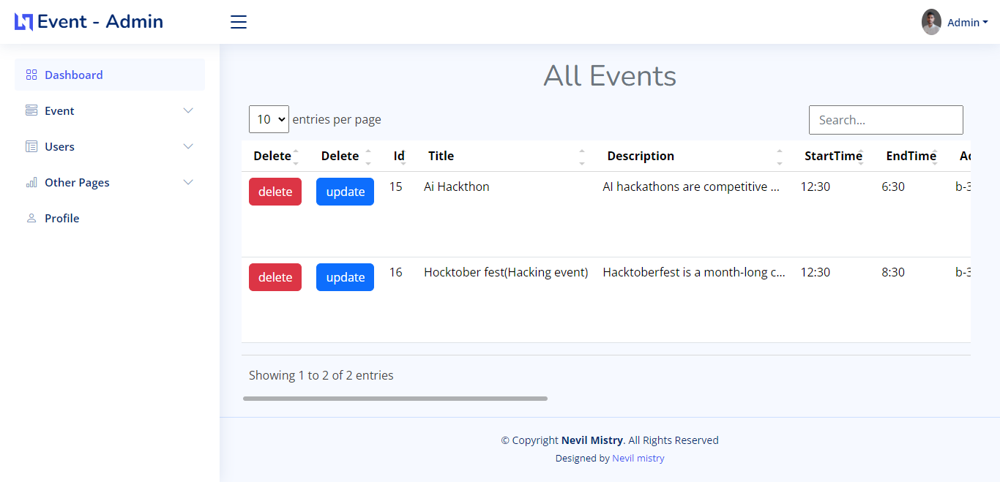 Event - Admin
Admin
Dashboard
Event
Users
Other Pages
Profile
All Events
10 entries per page
Search...
Delete Delete Id Title Description StartTime EndTime
delete update 15 Ai Hackthon AI hackathons are competitive ... 12:30 6:30 b-3
delete update 16 Hocktober fest(Hacking event) Hacktoberfest is a month-long c... 12:30 8:30 b-3
Showing 1 to 2 of 2 entries
© Copyright Nevil Mistry. All Rights Reserved
Designed by Nevil mistry